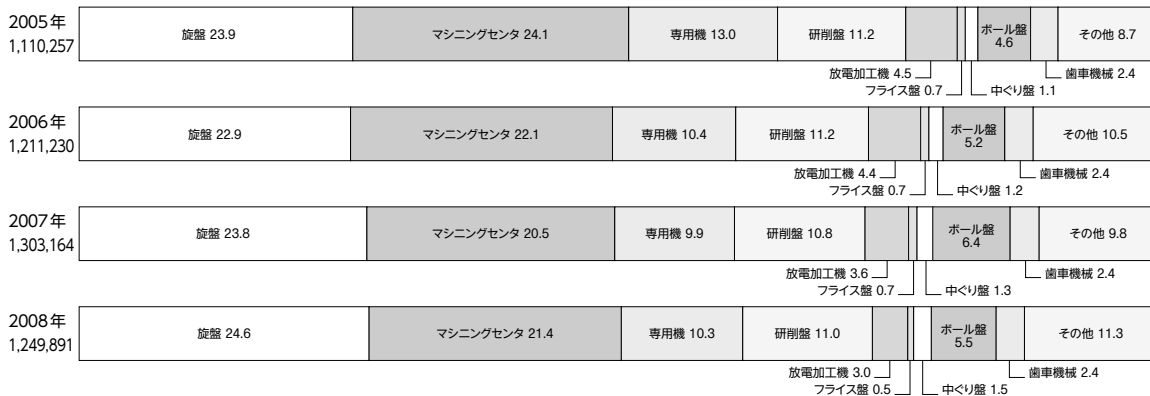 2005年
1,110,257
旋盤 23.9
マシニングセンタ 24.1
専用機 13.0
研削盤 11.2
ボール盤
4.6
その他 8.7
放電加工機 4.5
歯車機械 2.4
フライス盤 0.7
中ぐり盤 1.1
2006年
1,211,230
旋盤 22.9
マシニングセンタ 22.1
専用機 10.4
研削盤 11.2
ボール盤
5.2
その他 10.5
放電加工機 4.4
歯車機械 2.4
フライス盤 0.7
中ぐり盤 1.2
2007年
1,303,164
旋盤 23.8
マシニングセンタ 20.5
専用機 9.9
研削盤 10.8
ボール盤
6.4
その他 9.8
放電加工機 3.6
歯車機械 2.4
フライス盤 0.7
中ぐり盤 1.3
2008年
1,249,891
旋盤 24.6
マシニングセンタ 21.4
専用機 10.3
研削盤 11.0
ボール盤
5.5
その他 11.3
放電加工機 3.0
歯車機械 2.4
フライス盤 0.5
中ぐり盤 1.5